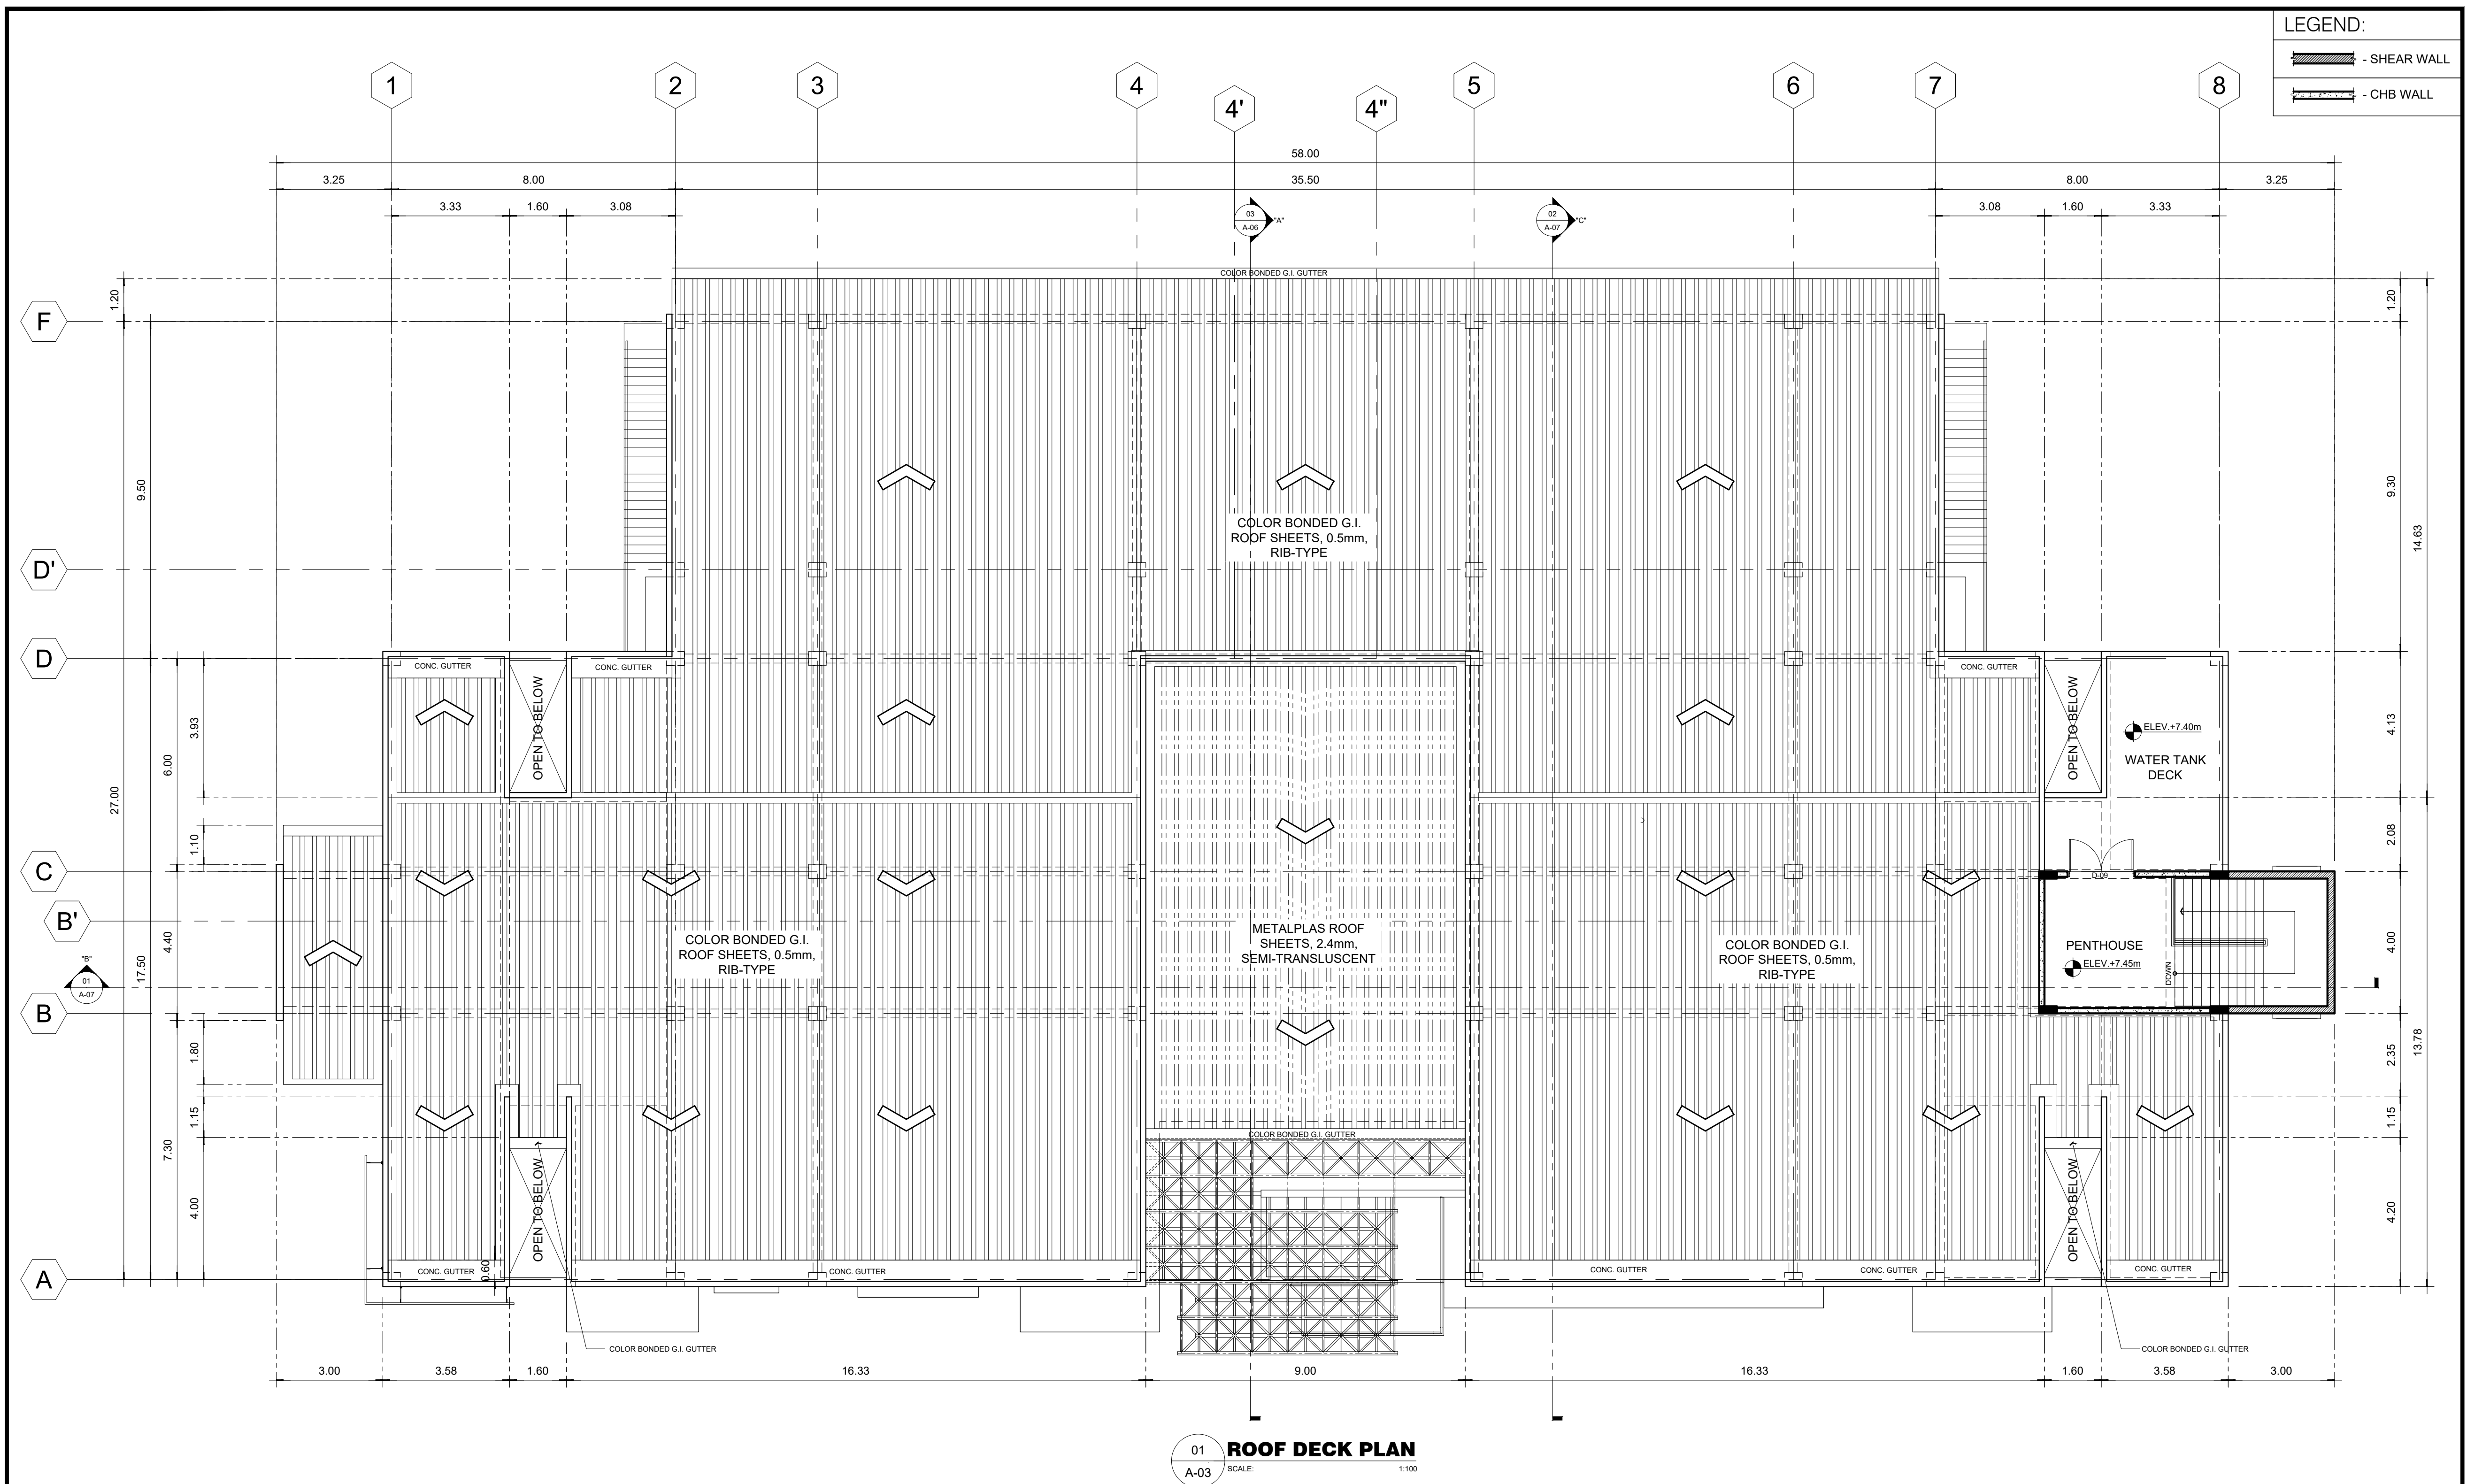 LEGEND:
- SHEAR WALL
- CHB WALL
1
2
3
4
4'
4"
5
6
7
8
58.00
3.25
8.00
35.50
8.00
3.25
3.33
1.60
3.08
3.08
1.60
3.33
03
A-06
"A"
02
A-07
"C"
COLOR BONDED G.I. GUTTER
1.20
1.20
F
9.50
9.30
14.63
COLOR BONDED G.I.
ROOF SHEETS, 0.5mm,
RIB-TYPE
D'
D
CONC. GUTTER
CONC. GUTTER
CONC. GUTTER
OPEN TO BELOW
OPEN TO BELOW
3.93
6.00
27.00
4.13
ELEV.+7.40m
WATER TANK
DECK
1.10
2.08
C
D-09
B'
4.40
17.50
4.00
COLOR BONDED G.I.
ROOF SHEETS, 0.5mm,
RIB-TYPE
METALPLAS ROOF
SHEETS, 2.4mm,
SEMI-TRANSLUSCENT
COLOR BONDED G.I.
ROOF SHEETS, 0.5mm,
RIB-TYPE
PENTHOUSE
ELEV.+7.45m
DOWN
"B"
01
A-07
B
1.80
2.35
13.78
1.15
7.30
1.15
COLOR BONDED G.I. GUTTER
OPEN TO BELOW
OPEN TO BELOW
4.00
4.20
0.60
A
CONC. GUTTER
CONC. GUTTER
CONC. GUTTER
CONC. GUTTER
CONC. GUTTER
COLOR BONDED G.I. GUTTER
COLOR BONDED G.I. GUTTER
3.00
3.58
1.60
16.33
9.00
16.33
1.60
3.58
3.00
01
A-03
ROOF DECK PLAN
SCALE:
1:100